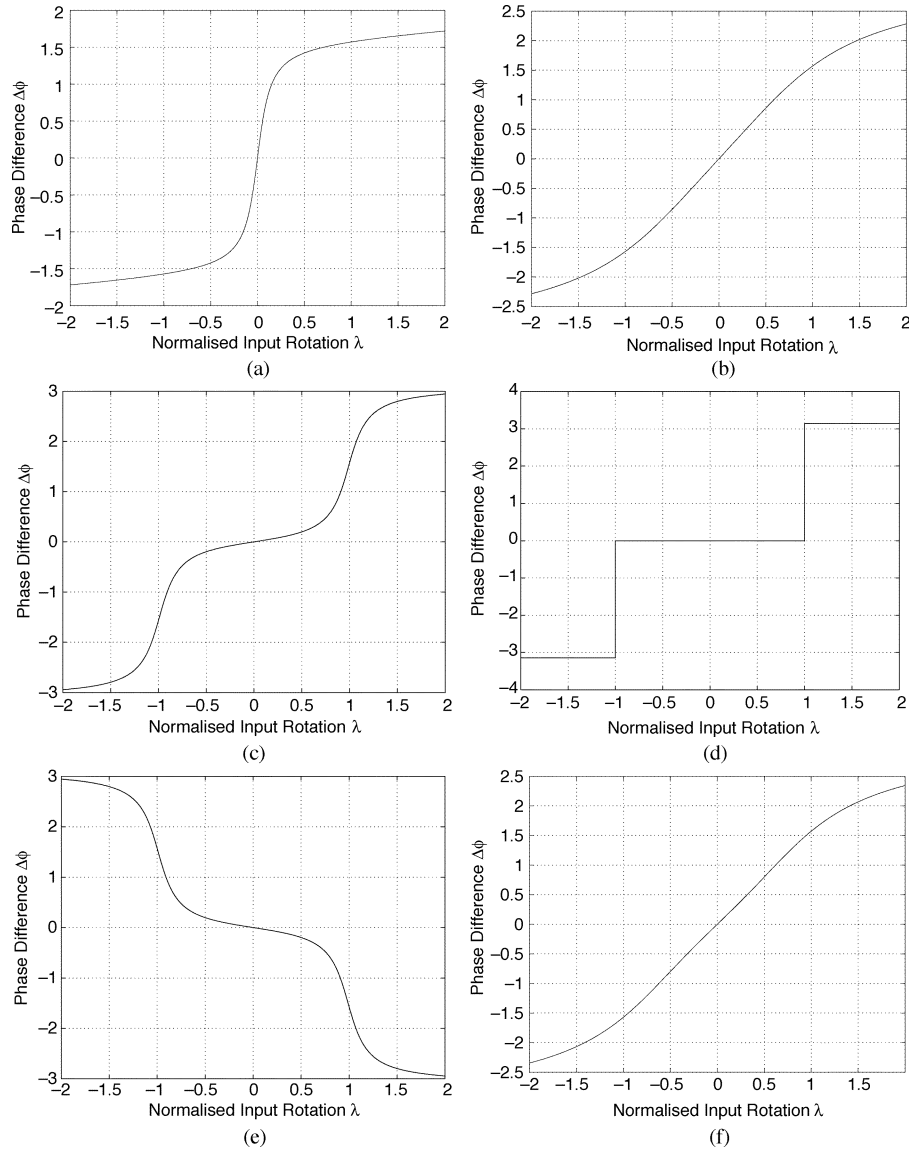 2
1.5
1
0.5
0
−0.5
−1
−1.5
−2
Phase Difference Δϕ
−2 −1.5 −1 −0.5 0 0.5 1 1.5 2
Normalised Input Rotation λ
(a)
2.5
2
1.5
1
0.5
0
−0.5
−1
−1.5
−2
−2.5
Phase Difference Δϕ
−2 −1.5 −1 −0.5 0 0.5 1 1.5 2
Normalised Input Rotation λ
(b)
3
2
1
0
−1
−2
−3
Phase Difference Δϕ
−2 −1.5 −1 −0.5 0 0.5 1 1.5 2
Normalised Input Rotation λ
(c)
4
3
2
1
0
−1
−2
−3
−4
Phase Difference Δϕ
−2 −1.5 −1 −0.5 0 0.5 1 1.5 2
Normalised Input Rotation λ
(d)
3
2
1
0
−1
−2
−3
Phase Difference Δϕ
−2 −1.5 −1 −0.5 0 0.5 1 1.5 2
Normalised Input Rotation λ
(e)
2.5
2
1.5
1
0.5
0
−0.5
−1
−1.5
−2
−2.5
Phase Difference Δϕ
−2 −1.5 −1 −0.5 0 0.5 1 1.5 2
Normalised Input Rotation λ
(f)